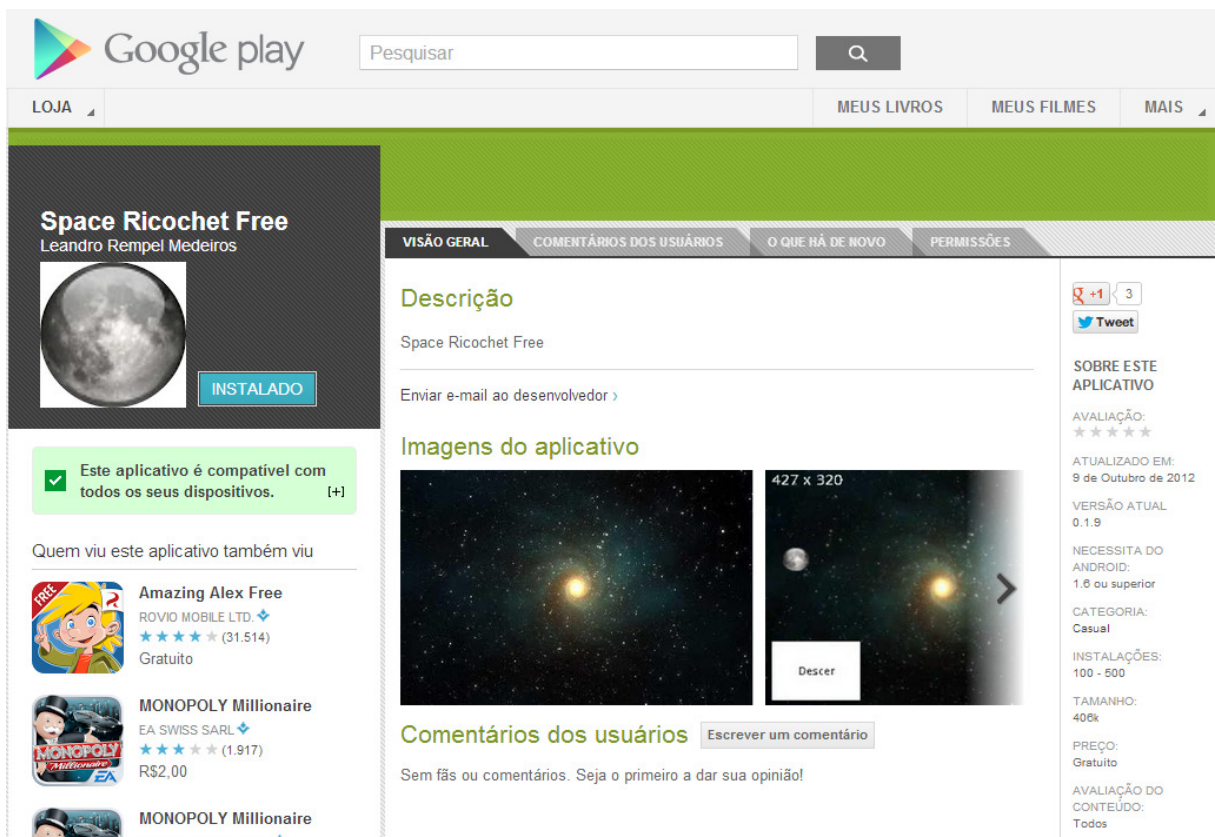 Google play
Pesquisar
LOJA
MEUS LIVROS
MEUS FILMES
MAIS
Space Ricochet Free
Leandro Rempel Medeiros
INSTALADO
Este aplicativo é compatível com
todos os seus dispositivos. [+]
Quem viu este aplicativo também viu
FREE
Amazing Alex Free
ROVIO MOBILE LTD.
(31.514)
Gratuito
MONOPOLY
Millionaire
EA
MONOPOLY Millionaire
EA SWISS SARL
(1.917)
R$2,00
MONOPOLY Millionaire
VISÃO GERAL
COMENTÁRIOS DOS USUÁRIOS
O QUE HÁ DE NOVO
PERMISSÕES
Descrição
Space Ricochet Free
Enviar e-mail ao desenvolvedor ›
Imagens do aplicativo
427 x 320
Descer
Comentários dos usuários
Escrever um comentário
Sem fãs ou comentários. Seja o primeiro a dar sua opinião!
+1 3
Tweet
SOBRE ESTE
APLICATIVO
AVALIAÇÃO:
ATUALIZADO EM:
9 de Outubro de 2012
VERSÃO ATUAL
0.1.9
NECESSITA DO
ANDROID:
1.6 ou superior
CATEGORIA:
Casual
INSTALAÇÕES:
100 - 500
TAMANHO:
406k
PREÇO:
Gratuito
AVALIAÇÃO DO
CONTEÚDO:
Todos